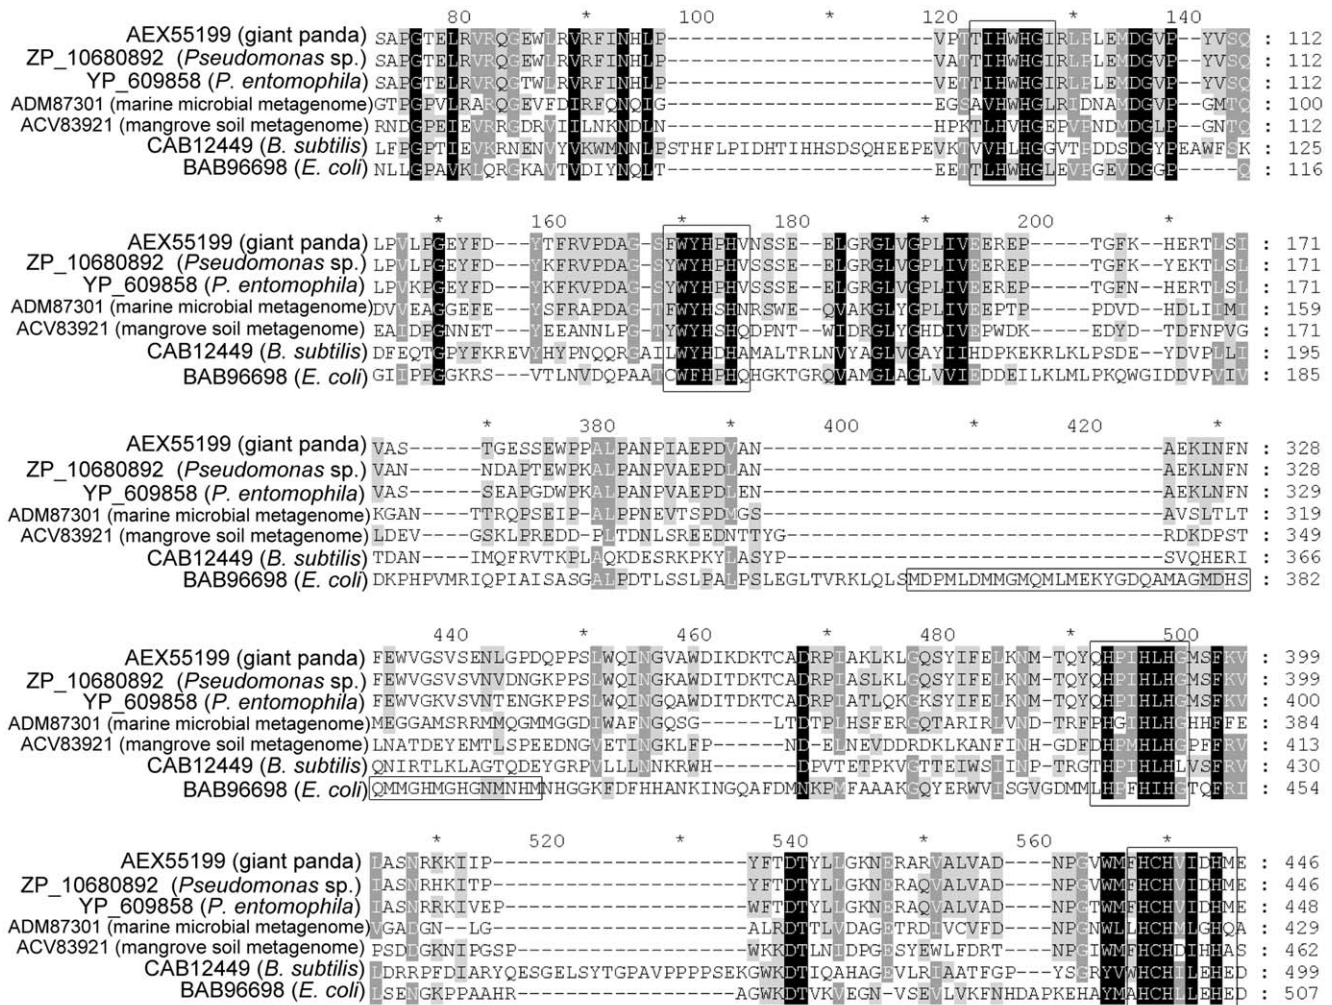 80 * 100 * 120 * 140
AEX55199 (giant panda) SAPGTELRVRQGEWLRVRFINHLP----------------------VPTTIHWHGIRLPLEMDGVP--YVSQ : 112
ZP_10680892 (Pseudomonas sp.) SAPGTELRVRQGEWLRVRFINHLP----------------------VATTIHWHGIRLPLEMDGVP--YVSQ : 112
YP_609858 (P. entomophila) SAPGTELRVRQGTWLRVRFINHLP----------------------VETTIHWHGIRLPLEMDGVP--YVSQ : 112
ADM87301 (marine microbial metagenome) GTPGPVLRARQGEVFDIRFQNQIG----------------------EGSAVHWHGLRIDNAMDGVP--GMTQ : 100
ACV83921 (mangrove soil metagenome) RNDGPEIEVRRGDRVIILNKNDLN----------------------HPKTLHVHGEPVPNDMDGLP--GNTQ : 112
CAB12449 (B. subtilis) LFPGPTIEVKRNENVYVKWMNNLPSTHFLPIDHTIHHSDSQHEEPEVKTVVHLHGGVTPDDSDGYPEAWFSK : 125
BAB96698 (E. coli) NLLGPAVKLQRGKAVTVDIYNQLT----------------------EETTLHWHGLEVPGEVDGGP----Q : 116
* 160 * 180 * 200 *
AEX55199 (giant panda) LPVLPGEYFD---YTFRVPDAG-SFWYHPHVNSSE--ELGRGLVGPLIVEEREP-----TGFK-HERTLSI : 171
ZP_10680892 (Pseudomonas sp.) LPVLPGEYFD---YKFRVPDAG-SYWYHPHVSSSE--ELGRGLVGPLIVEEREP-----TGFK-YEKTLSL : 171
YP_609858 (P. entomophila) LPVKPGEYFD---YKFRVPDAG-SYWYHPHVSSSE--ELGRGLVGPLIVEEREP-----TGFN-HERTLSL : 171
ADM87301 (marine microbial metagenome) DVVEAGGEFE---YSFRAPDAG-TFWYHSHNRSWE--QVAKGLYGPLIVEEPTP-----PDVD-HDLIIMI : 159
ACV83921 (mangrove soil metagenome) EAIDPGNNET---YEEANNLPG-TYWYHSHQDPNT--WIDRGLYGHDIVEPWDK-----EDYD-TDFNPVG : 171
CAB12449 (B. subtilis) DFEQTGPYFKREVYHYPNQQRGAILWYHDHAMALTRLNVYAGLVGAYIIHDPKEKRLKLPSDE--YDVPLLI : 195
BAB96698 (E. coli) GIIPPGGKRS---VTLNVDQPAATCWFHPHQHGKTGRQVAMGLAGLVVIEDDEILKLMLPKQWGIDDVPVIV : 185
* 380 * 400 * 420 *
AEX55199 (giant panda) VAS------TGESSEWPPALPANPIAEPDVAN-----------------------------AEKINFN : 328
ZP_10680892 (Pseudomonas sp.) VAN------NDAPTEWPKALPANPVAEPDLAN-----------------------------AEKLNFN : 328
YP_609858 (P. entomophila) VAS------SEAPGDWPKALPANPVAEPDLEN-----------------------------AEKLNFN : 329
ADM87301 (marine microbial metagenome) KGAN-----TTRQPSEIP-ALPPNEVTSPDMGS-----------------------------AVSLTLT : 319
ACV83921 (mangrove soil metagenome) LDEV-----GSKLPREDD-PLTDNLSREEDNTTYG---------------------------RDKDPST : 349
CAB12449 (B. subtilis) TDAN-----IMQFRVTKPLAQKDESRKPKYLASYP---------------------------SVQHERI : 366
BAB96698 (E. coli) DKPHPVMRIQPIAISASGALPDTLSSLPALPSLEGLTVRKLQLSMDPMLDMMGMQMLMEKYGDQAMAGMDHS : 382
440 * 460 * 480 * 500
AEX55199 (giant panda) FEWVGSVSENLGPDQPPSLWQINGVAWDIKDKTCADRPIAKLKLGQSYIFELKNM-TQYQHPIHLHGMSFKV : 399
ZP_10680892 (Pseudomonas sp.) FEWVGSVSVNVDNGKPPSLWQINGQAWDITDKTCADRPIASLKLGQSYIFELKNM-TQYQHPIHLHGMSFKV : 399
YP_609858 (P. entomophila) FEWVGKVSVNTENGKPPSLWQINGQAWDITDKTCADRPIATLQKGKSYIFELKNM-TQYQHPIHLHGMSFKV : 400
ADM87301 (marine microbial metagenome) MEGGAMSRRMMQGMMGGDIWAFNGQSG------LTDTPLHSFERGQTARIRLVND-TRFPHGIHLHGHHFFE : 384
ACV83921 (mangrove soil metagenome) LNATDEYEMTLSPEEDNGVETINGKLFP-----ND-ELNEVDDRDKLKANFINH-GDFDHPMHLHGPFFRV : 413
CAB12449 (B. subtilis) QNIRTLKLAGTQDEYGRPVLLLNNKRWH-----DPVTETPKVGTTEIWSIINP-TRGTHPIHLHLVSFRV : 430
BAB96698 (E. coli) QMMGHMGHGNMNHMNHGGKFDFHHANKINGQAFDMNKPMFAAAKGQYERWVISGVGDMMLHPFHIHGTQFRI : 454
* 520 * 540 * 560 *
AEX55199 (giant panda) LASNRKKIIP------------------YFTDTYLLGKNERARVALVAD----NPGVWMFHCHVIDHME : 446
ZP_10680892 (Pseudomonas sp.) IASNRHKITP------------------YFTDTYLLGKNERAQVALVAD----NPGVWMFHCHVIDHME : 446
YP_609858 (P. entomophila) IASNRRKIVEP-----------------YFTDTYLLGKNERAQVALVAD----NPGTWMFHCHVIDHME : 448
ADM87301 (marine microbial metagenome) VGADGN--LG------------------ALRDTTLVDAGETRDIVCVFD----NPGNWLLHCHMLGHQA : 429
ACV83921 (mangrove soil metagenome) PSDDGKNIPGSP----------------WKKDTLNIDPGESYEWLFDRT----NPGIWMFHCHDIHHAS : 462
CAB12449 (B. subtilis) LDRRPFDIARYQESGELSYTGPAVPPPPSEKGWKDTIQAHAGEVLRIAATFGP---YSGRYVWHCHILEHED : 499
BAB96698 (E. coli) LSENGKPPAAHR----------------AGWKDTVKVEGN-VSEVLVKFNHDAPKEHAYMAHCHLLEHED : 507